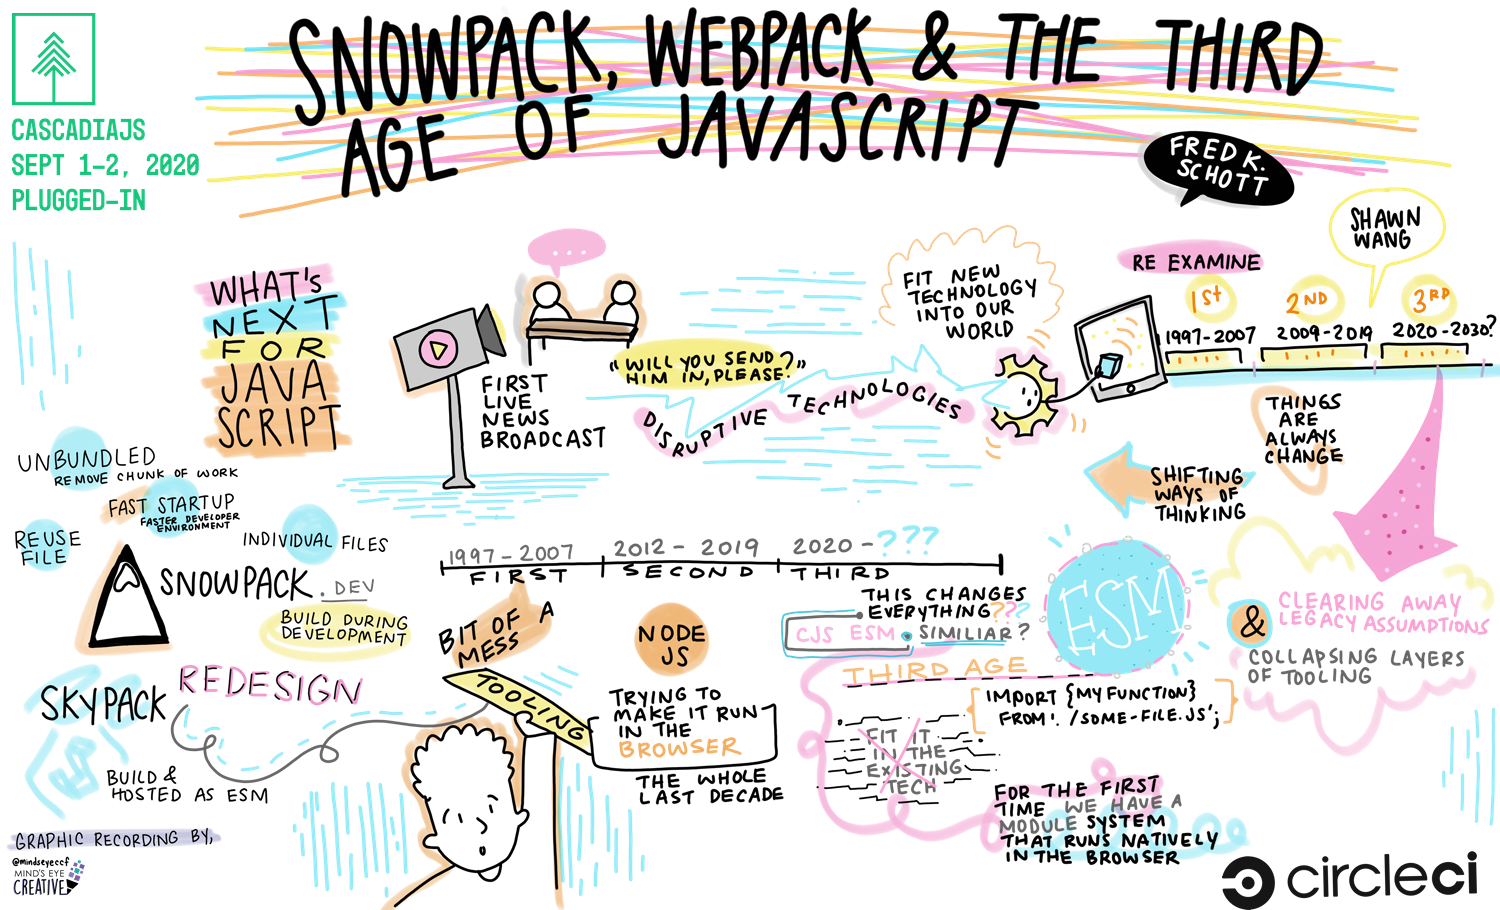 CASCADIAJS
SEPT 1-2, 2020
PLUGGED-IN
SNOWPACK, WEBPACK & THE THIRD
AGE OF JAVASCRIPT
FRED K.
SCHOTT
WHAT'S
NEXT
FOR
JAVA
SCRIPT
...
FIRST
LIVE
NEWS
BROADCAST
"WILL YOU SEND
HIM IN, PLEASE?"
DISRUPTIVE TECHNOLOGIES
FIT NEW
TECHNOLOGY
INTO OUR
WORLD
RE EXAMINE
SHAWN
WANG
1St
2ND
3RD
1997-2007
2009-2019
2020-2030?
THINGS
ARE
ALWAYS
CHANGE
SHIFTING
WAYS OF
THINKING
UNBUNDLED
REMOVE CHUNK OF WORK
FAST STARTUP
FASTER DEVELOPER
ENVIRONMENT
REUSE
FILE
INDIVIDUAL FILES
SNOWPACK.DEV
BUILD DURING
DEVELOPMENT
SKYPACK
REDESIGN
BUILD &
HOSTED AS ESM
1997-2007
2012-2019
2020-???
FIRST
SECOND
THIRD
BIT OF A
MESS
TOOLING
NODE
JS
TRYING TO
MAKE IT RUN
IN THE
BROWSER
THE WHOLE
LAST DECADE
THIS CHANGES
EVERYTHING???
CJS ESM. SIMILIAR?
THIRD AGE
ESM
IMPORT {MYFUNCTION}
FROM './SOME-FILE.JS';
FIT IT
IN THE
EXISTING
TECH
FOR THE FIRST
TIME WE HAVE A
MODULE SYSTEM
THAT RUNS NATIVELY
IN THE BROWSER
& CLEARING AWAY
LEGACY ASSUMPTIONS
COLLAPSING LAYERS
OF TOOLING
GRAPHIC RECORDING BY,
@mindseyeccf
MIND'S EYE
CREATIVE
circleci